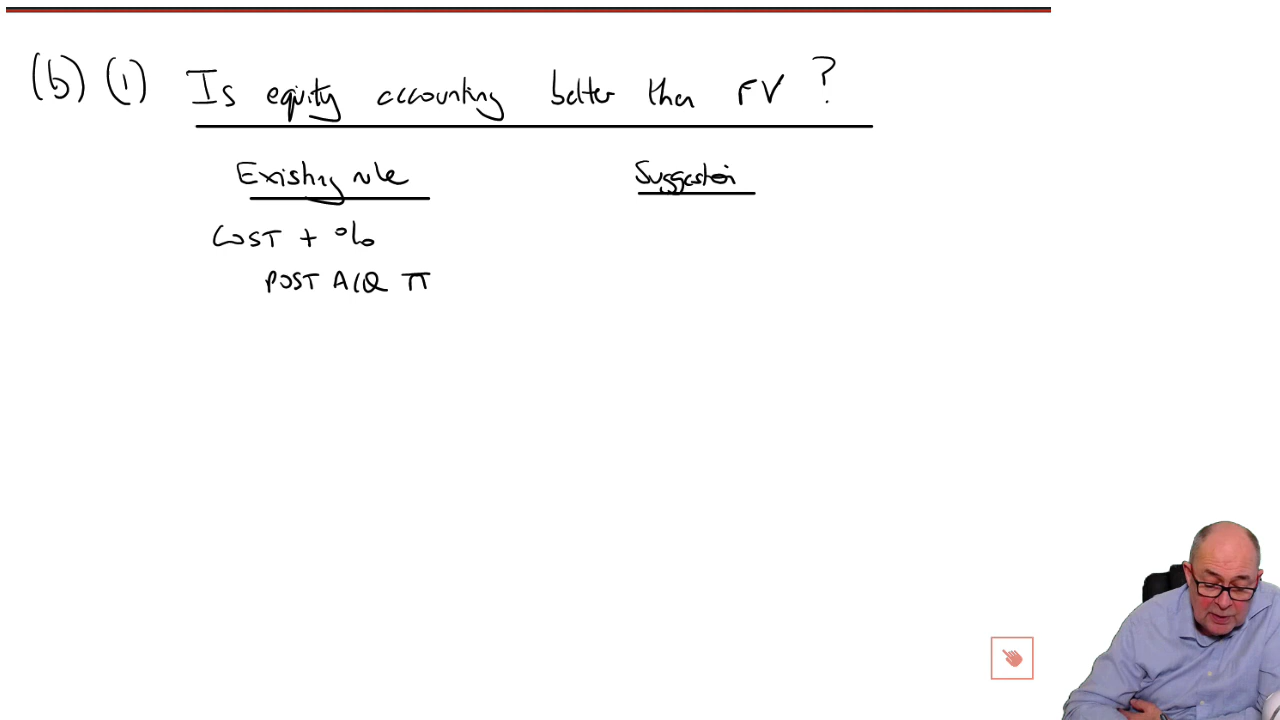 (b) (1) Is equity accounting better than FV ?
Existing rule
Suggestion
COST + %
POST ACQ π